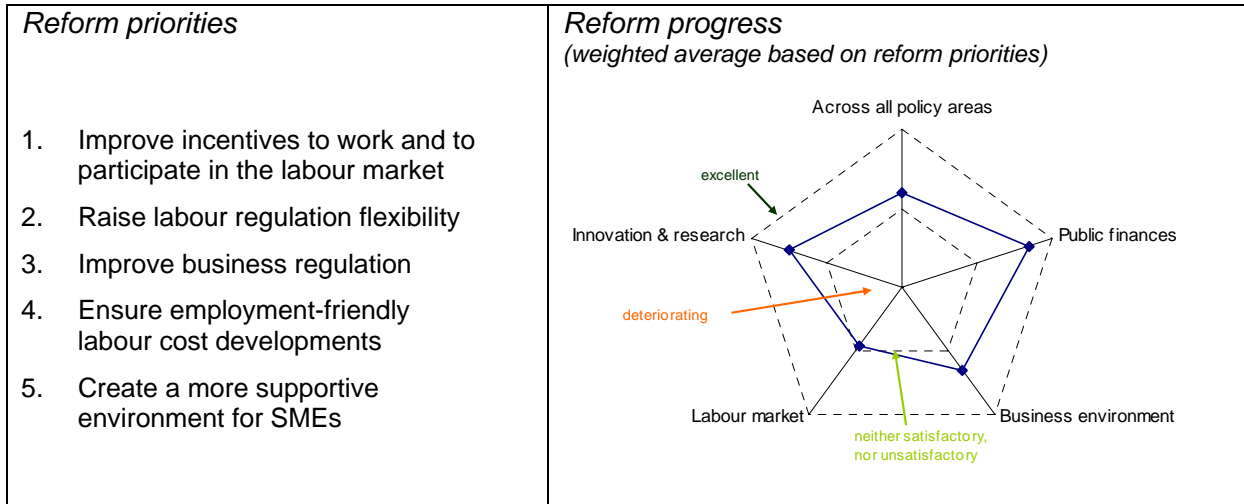 Reform priorities
1. Improve incentives to work and to
participate in the labour market
2. Raise labour regulation flexibility
3. Improve business regulation
4. Ensure employment-friendly
labour cost developments
5. Create a more supportive
environment for SMEs
Reform progress
(weighted average based on reform priorities)
Across all policy areas
excellent
Innovation & research
Public finances
deteriorating
Labour market
Business environment
neither satisfactory,
nor unsatisfactory